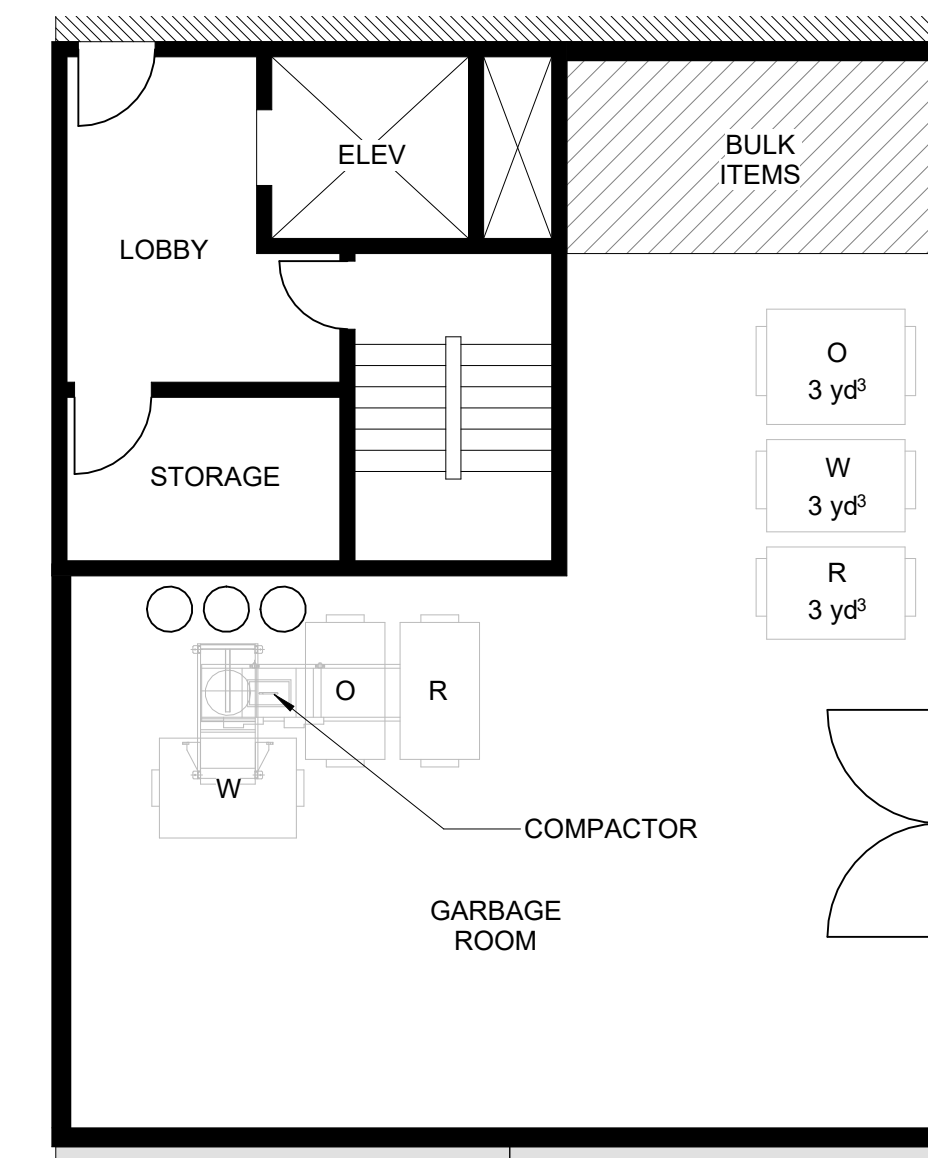 BULK
ITEMS
ELEV
LOBBY
O
3 yd³
W
3 yd³
STORAGE
R
3 yd³
O
R
W
COMPACTOR
GARBAGE
ROOM